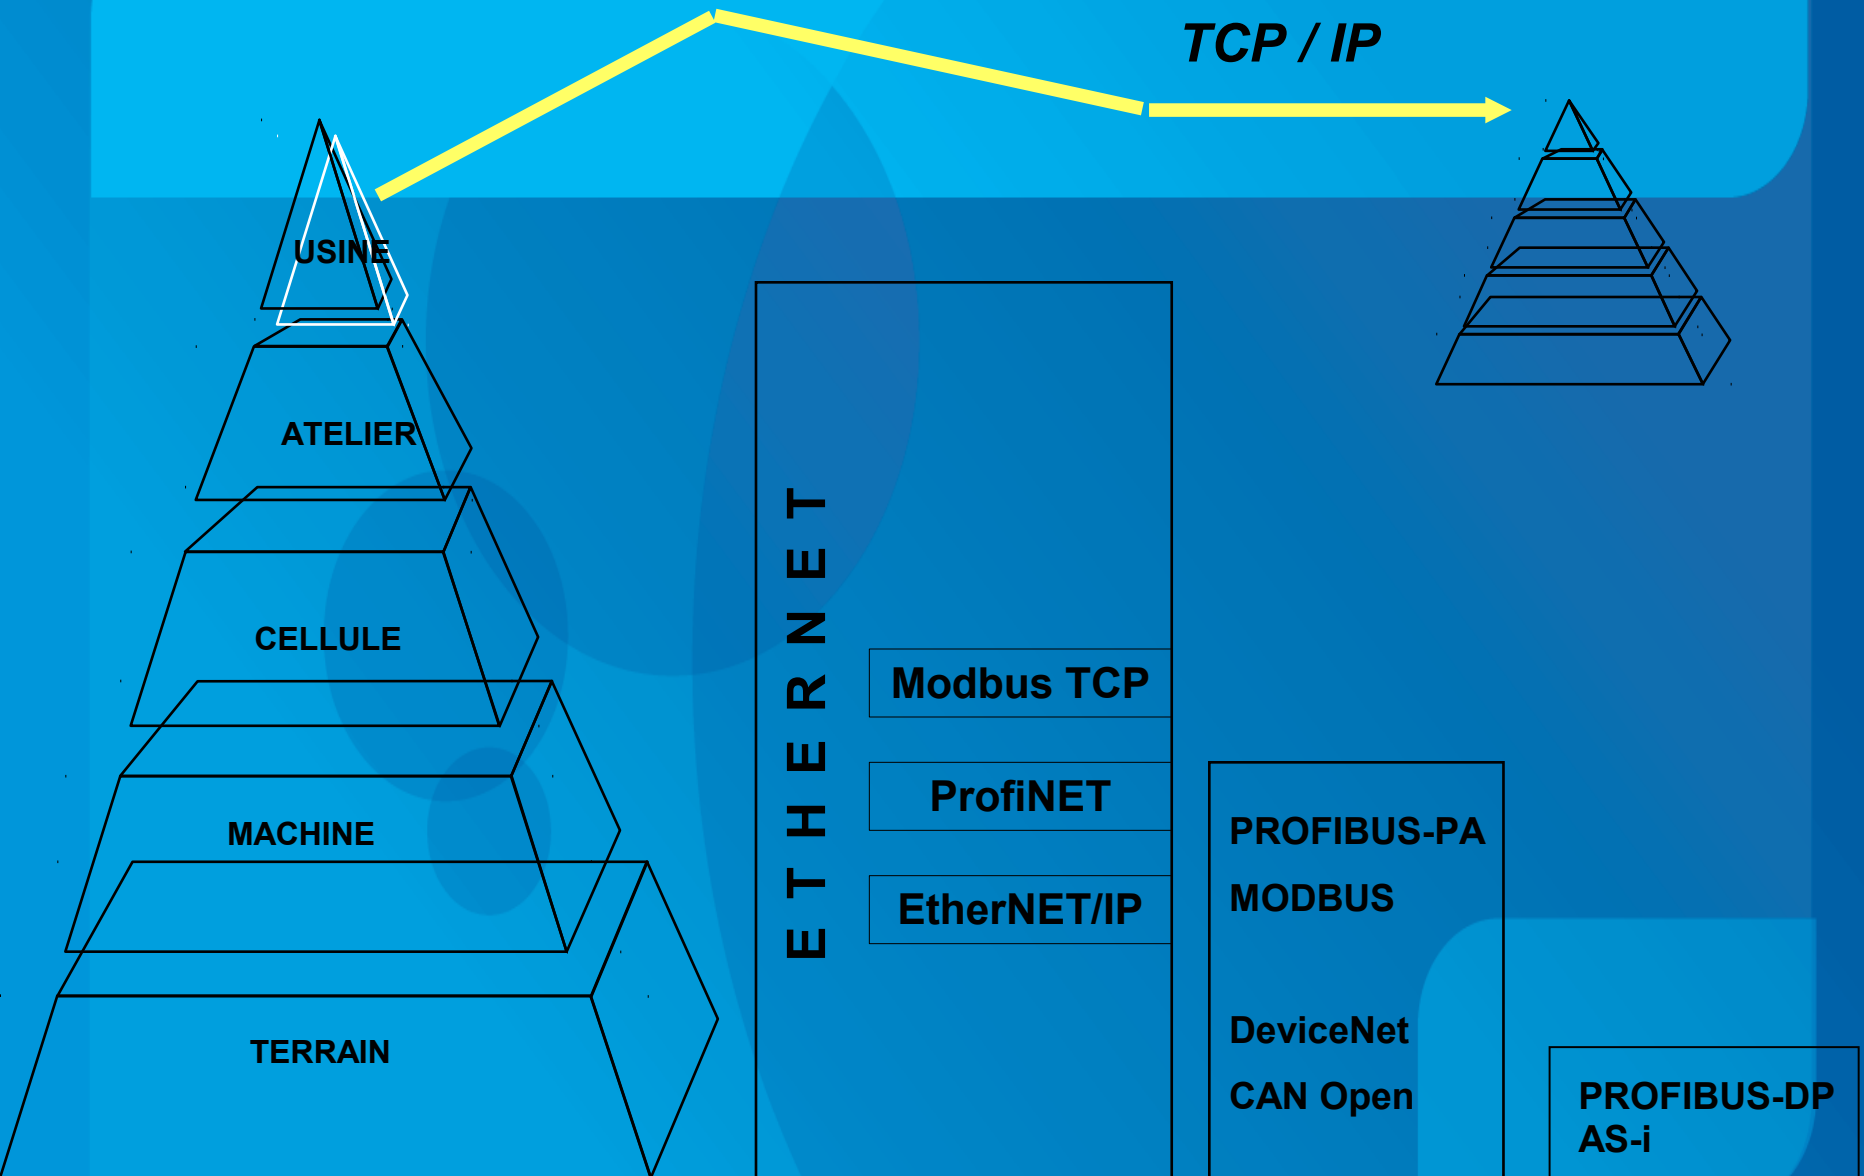 TCP / IP
USINE
ATELIER
CELLULE
MACHINE
TERRAIN
ETHERNET
Modbus TCP
ProfiNET
EtherNET/IP
PROFIBUS-PA
MODBUS
DeviceNet
CAN Open
PROFIBUS-DP
AS-i